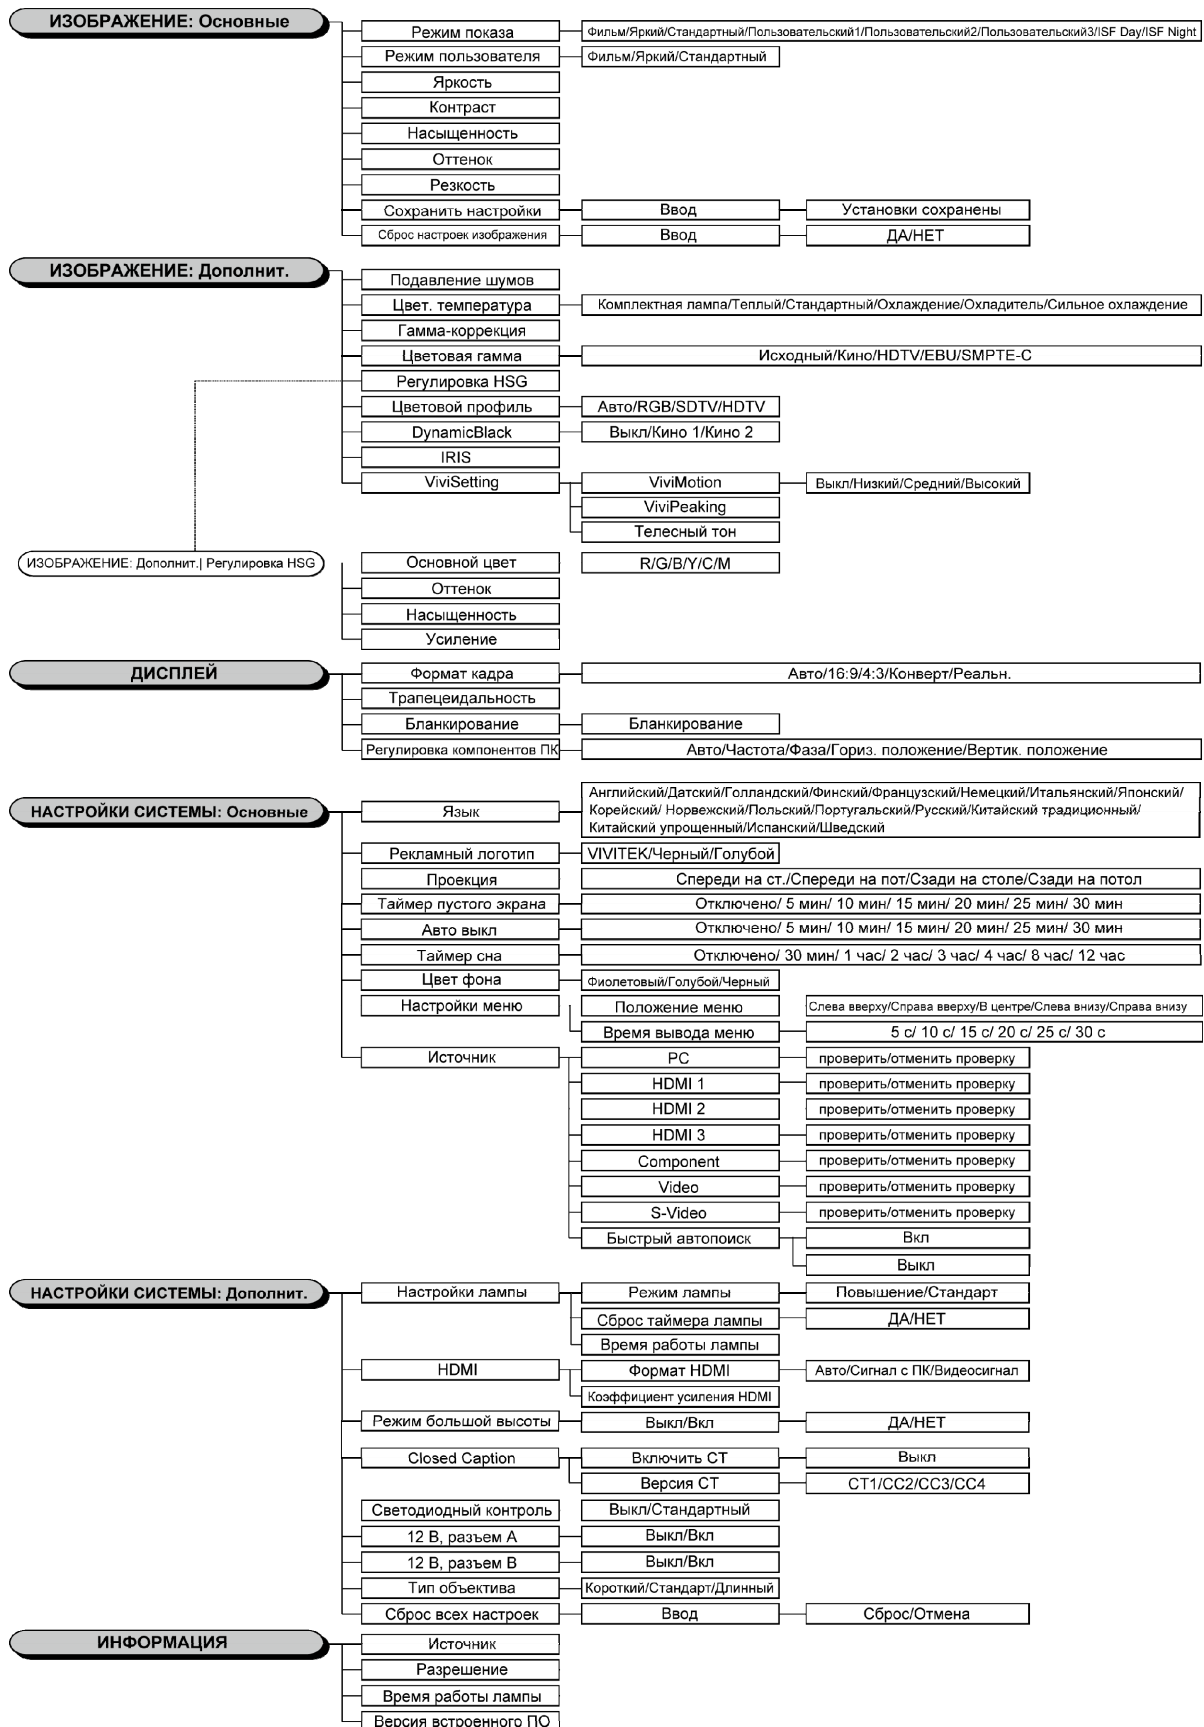 ИЗОБРАЖЕНИЕ: Основные
Режим показа
Фильм/Яркий/Стандартный/Пользовательский1/Пользовательский2/Пользовательский3/ISF Day/ISF Night
Режим пользователя
Фильм/Яркий/Стандартный
Яркость
Контраст
Насыщенность
Оттенок
Резкость
Сохранить настройки
Ввод
Установки сохранены
Сброс настроек изображения
Ввод
ДА/НЕТ
ИЗОБРАЖЕНИЕ: Дополнит.
Подавление шумов
Цвет. температура
Комплектная лампа/Теплый/Стандартный/Охлаждение/Охладитель/Сильное охлаждение
Гамма-коррекция
Цветовая гамма
Исходный/Кино/HDTV/EBU/SMPTE-C
Регулировка HSG
Цветовой профиль
Авто/RGB/SDTV/HDTV
DynamicBlack
Выкл/Кино 1/Кино 2
IRIS
ViviSetting
ViviMotion
Выкл/Низкий/Средний/Высокий
ViviPeaking
Телесный тон
ИЗОБРАЖЕНИЕ: Дополнит.| Регулировка HSG
Основной цвет
R/G/B/Y/C/M
Оттенок
Насыщенность
Усиление
ДИСПЛЕЙ
Формат кадра
Авто/16:9/4:3/Конверт/Реальн.
Трапецеидальность
Бланкирование
Бланкирование
Регулировка компонентов ПК
Авто/Частота/Фаза/Гориз. положение/Вертик. положение
НАСТРОЙКИ СИСТЕМЫ: Основные
Язык
Английский/Датский/Голландский/Финский/Французский/Немецкий/Итальянский/Японский/
Корейский/ Норвежский/Польский/Португальский/Русский/Китайский традиционный/
Китайский упрощенный/Испанский/Шведский
Рекламный логотип
VIVITEK/Черный/Голубой
Проекция
Спереди на ст./Спереди на пот/Сзади на столе/Сзади на потол
Таймер пустого экрана
Отключено/ 5 мин/ 10 мин/ 15 мин/ 20 мин/ 25 мин/ 30 мин
Авто выкл
Отключено/ 5 мин/ 10 мин/ 15 мин/ 20 мин/ 25 мин/ 30 мин
Таймер сна
Отключено/ 30 мин/ 1 час/ 2 час/ 3 час/ 4 час/ 8 час/ 12 час
Цвет фона
Фиолетовый/Голубой/Черный
Настройки меню
Положение меню
Слева вверху/Справа вверху/В центре/Слева внизу/Справа внизу
Время вывода меню
5 с/ 10 с/ 15 с/ 20 с/ 25 с/ 30 с
Источник
PC
проверить/отменить проверку
HDMI 1
проверить/отменить проверку
HDMI 2
проверить/отменить проверку
HDMI 3
проверить/отменить проверку
Component
проверить/отменить проверку
Video
проверить/отменить проверку
S-Video
проверить/отменить проверку
Быстрый автопоиск
Вкл
Выкл
НАСТРОЙКИ СИСТЕМЫ: Дополнит.
Настройки лампы
Режим лампы
Повышение/Стандарт
Сброс таймера лампы
ДА/НЕТ
Время работы лампы
HDMI
Формат HDMI
Авто/Сигнал с ПК/Видеосигнал
Коэффициент усиления HDMI
Режим большой высоты
Выкл/Вкл
ДА/НЕТ
Closed Caption
Включить СТ
Выкл
Версия СТ
СТ1/CC2/CC3/CC4
Светодиодный контроль
Выкл/Стандартный
12 В, разъем A
Выкл/Вкл
12 В, разъем B
Выкл/Вкл
Тип объектива
Короткий/Стандарт/Длинный
Сброс всех настроек
Ввод
Сброс/Отмена
ИНФОРМАЦИЯ
Источник
Разрешение
Время работы лампы
Версия встроенного ПО